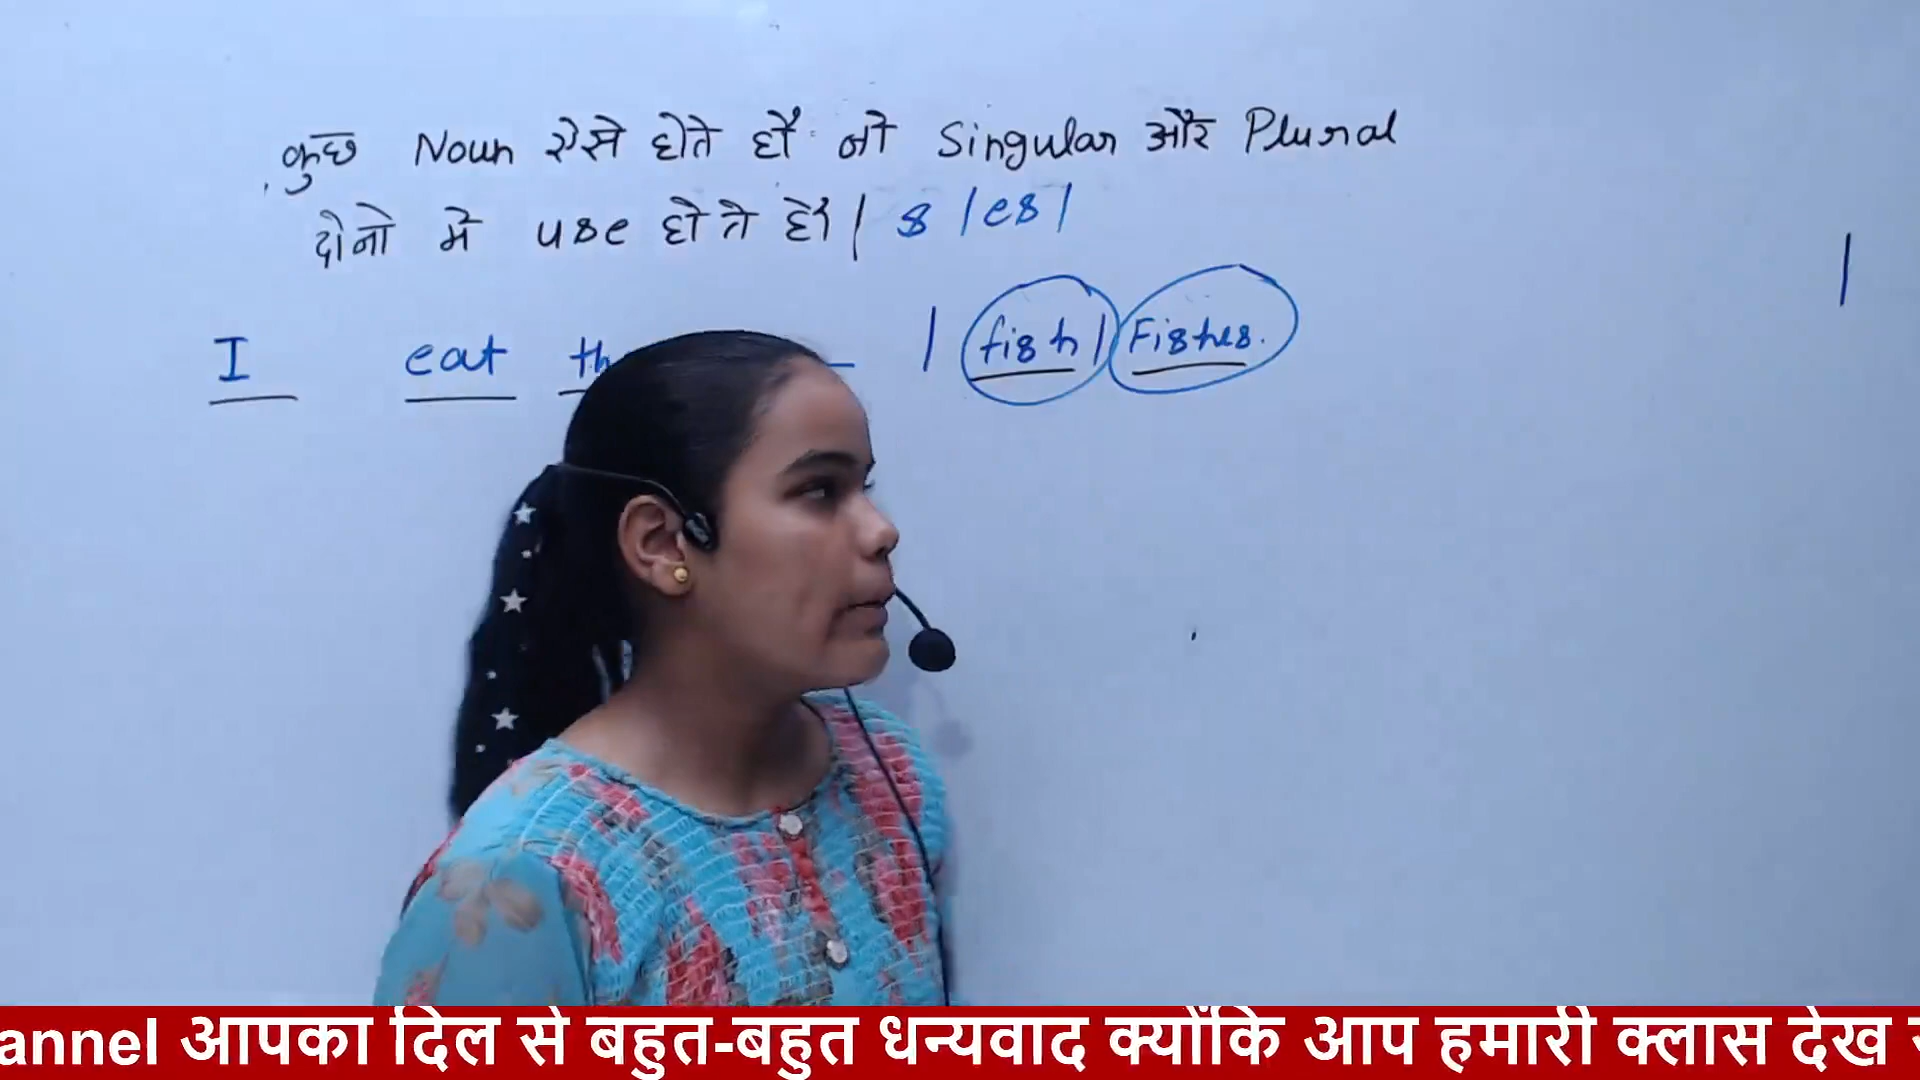 कुछ Noun ऐसे होते हैं जो Singular और Plural
दोनो में use होते है। s /es/
I eat th / fish / Fishes.
annel आपका दिल से बहुत-बहुत धन्यवाद क्योंकि आप हमारी क्लास देख